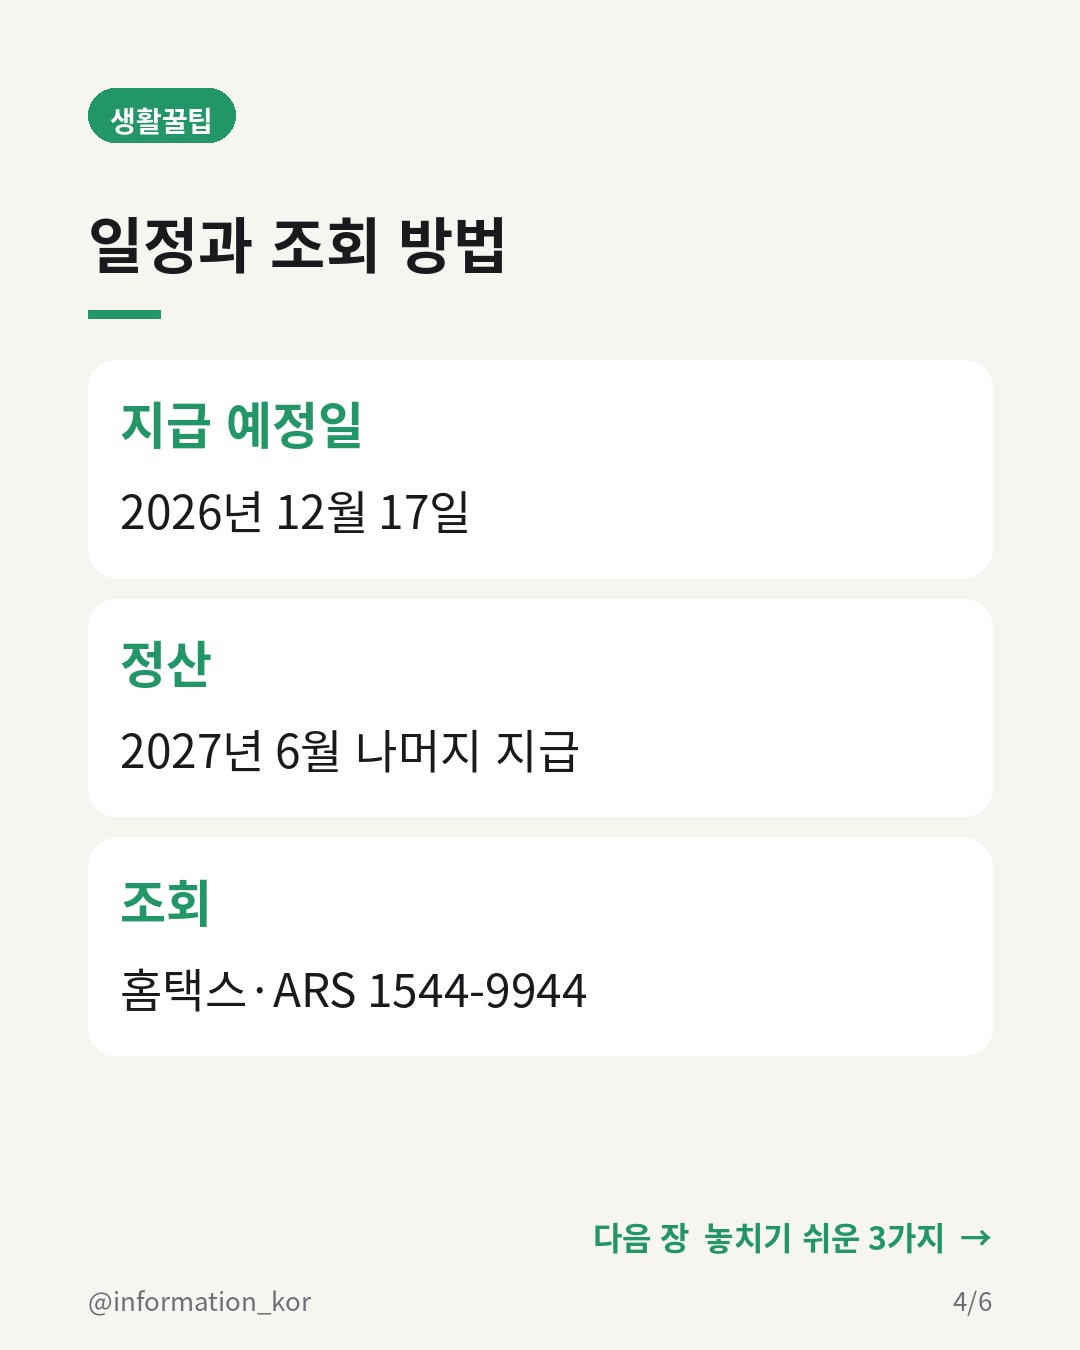 생활꿀팁
일정과 조회 방법
지급 예정일
2026년 12월 17일
정산
2027년 6월 나머지 지급
조회
홈택스·ARS 1544-9944
다음 장 놓치기 쉬운 3가지 →
@information_kor
4/6